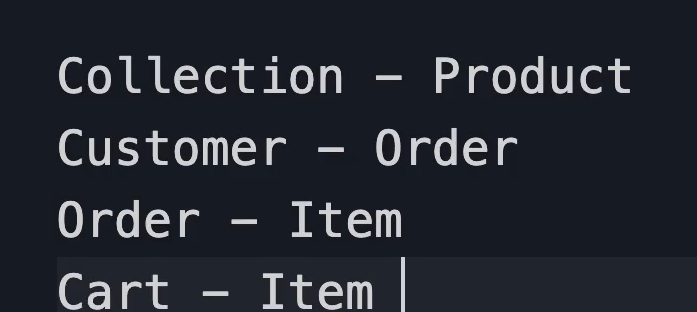 Collection – Product
Customer – Order
Order – Item
Cart – Item